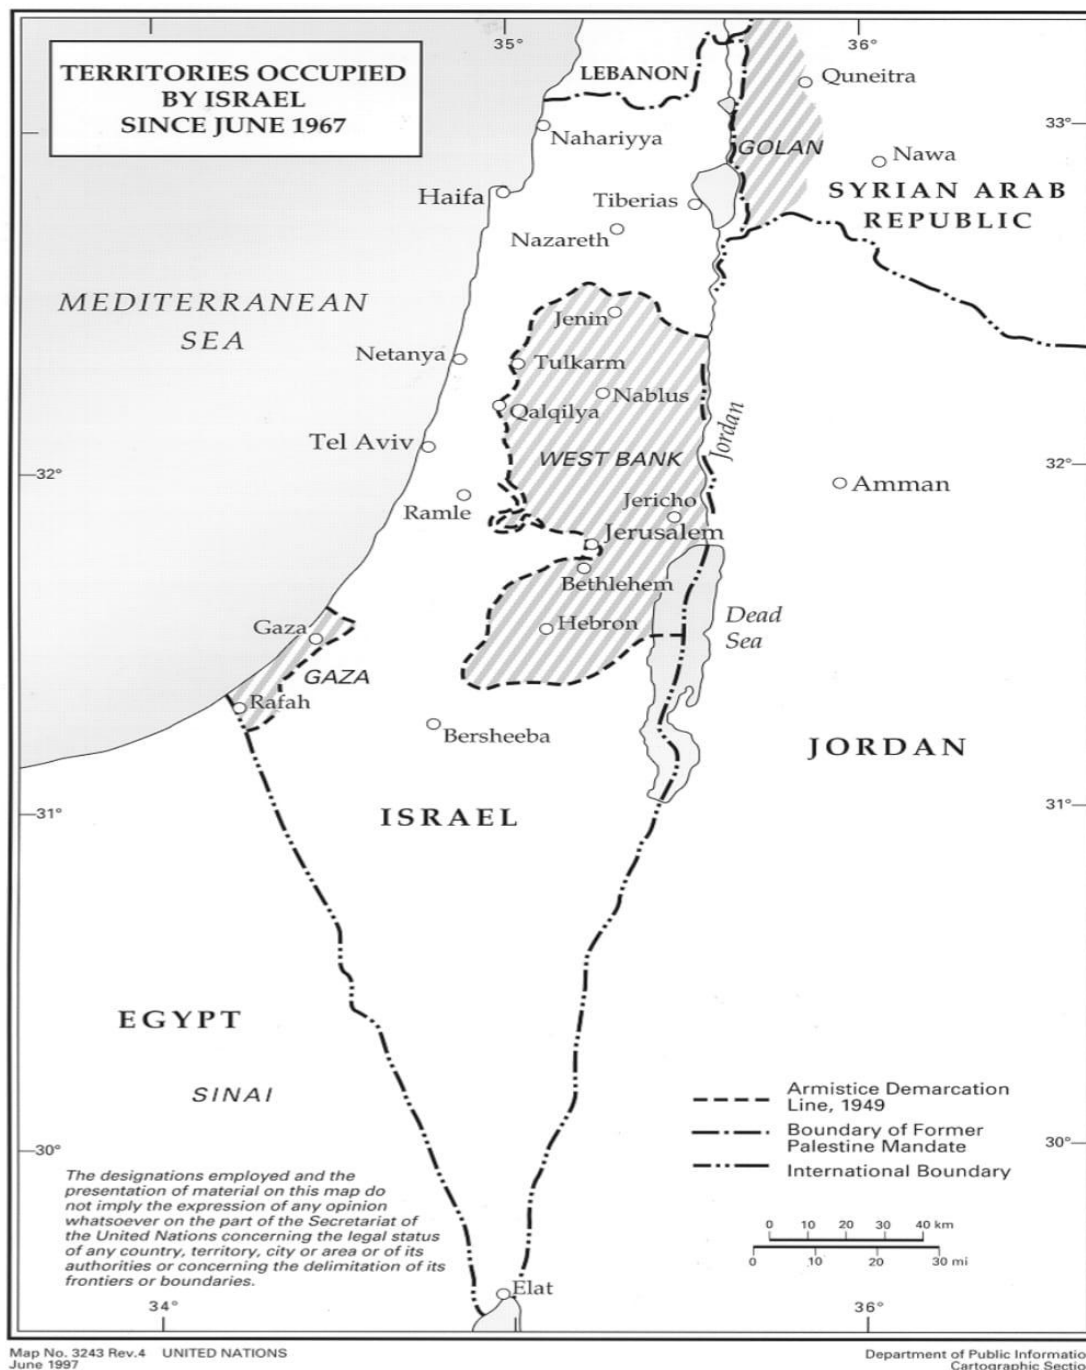 TERRITORIES OCCUPIED
BY ISRAEL
SINCE JUNE 1967
35°
36°
LEBANON
Quneitra
33°
Nahariyya
GOLAN
Nawa
Haifa
Tiberias
SYRIAN ARAB
REPUBLIC
Nazareth
MEDITERRANEAN
SEA
Jenin
Netanya
Tulkarm
Nablus
Qalqilya
Jordan
Tel Aviv
WEST BANK
32°
32°
Amman
Jericho
Ramle
Jerusalem
Bethlehem
Dead
Sea
Gaza
Hebron
GAZA
Rafah
Bersheeba
JORDAN
31°
ISRAEL
31°
EGYPT
SINAI
Armistice Demarcation
Line, 1949
Boundary of Former
Palestine Mandate
International Boundary
30°
30°
The designations employed and the
presentation of material on this map do
not imply the expression of any opinion
whatsoever on the part of the Secretariat of
the United Nations concerning the legal status
of any country, territory, city or area or of its
authorities or concerning the delimitation of its
frontiers or boundaries.
0 10 20 30 40 km
0 10 20 30 mi
Elat
34°
36°
Map No. 3243 Rev.4 UNITED NATIONS
June 1997
Department of Public Informatio
Cartographic Sectio